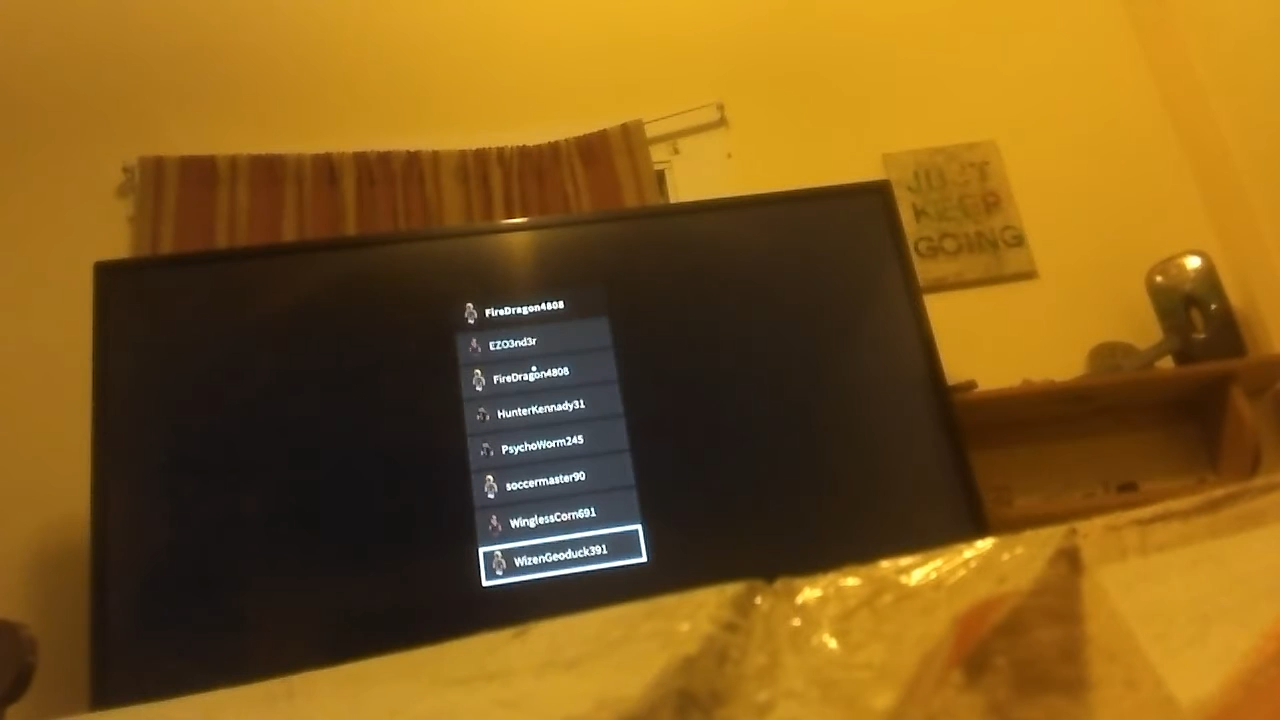 JUST
KEEP
GOING
FireDragon4808
EZO3nd3r
FireDragon4808
HunterKennady31
PsychoWorm245
soccermaster90
WinglessCorn691
WizenGeoduck391